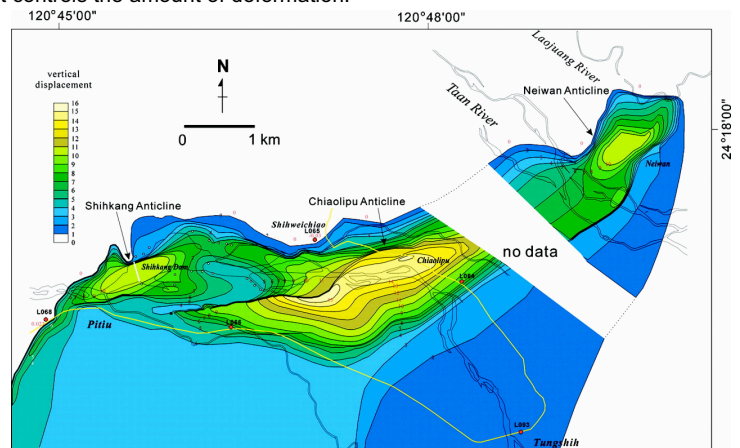 t controls the amount of deformation.
120°45'00"
120°48'00"
24°18'00"
vertical
displacement
16
15
14
13
12
11
10
9
8
7
6
5
4
3
2
1
0
N
0 1 km
Laojuang River
Neiwan Anticline
Taan River
Neiwan
Shihkang Anticline
Chiaolipu Anticline
Shihweichiao
L065
no data
Shihkang Dam
Chiaolipu
L064
L068
Pitiu
L093
Tungshih